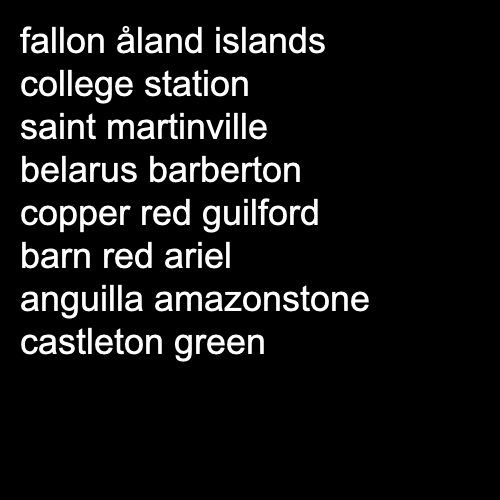 fallon åland islands
college station
saint martinville
belarus barberton
copper red guilford
barn red ariel
anguilla amazonstone
castleton green